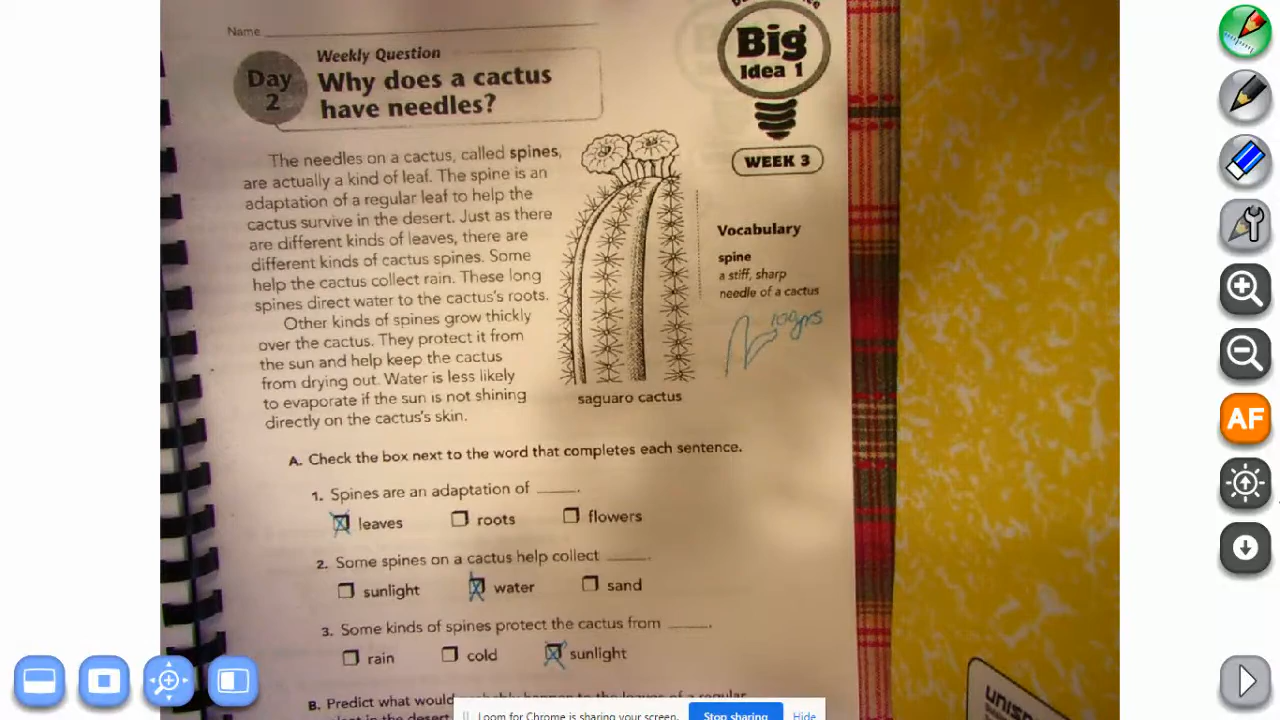 Name
Weekly Question
Day 2
Why does a cactus
have needles?
Big
Idea 1
WEEK 3
The needles on a cactus, called spines,
are actually a kind of leaf. The spine is an
adaptation of a regular leaf to help the
cactus survive in the desert. Just as there
are different kinds of leaves, there are
different kinds of cactus spines. Some
help the cactus collect rain. These long
spines direct water to the cactus's roots.
Other kinds of spines grow thickly
over the cactus. They protect it from
the sun and help keep the cactus
from drying out. Water is less likely
to evaporate if the sun is not shining
directly on the cactus's skin.
saguaro cactus
Vocabulary
spine
a stiff, sharp
needle of a cactus
A. Check the box next to the word that completes each sentence.
1. Spines are an adaptation of _____.
leaves roots flowers
2. Some spines on a cactus help collect _____.
sunlight water sand
3. Some kinds of spines protect the cactus from _____.
rain cold sunlight
B. Predict what would
Loom for Chrome is sharing your screen. Stop sharing Hide
AF